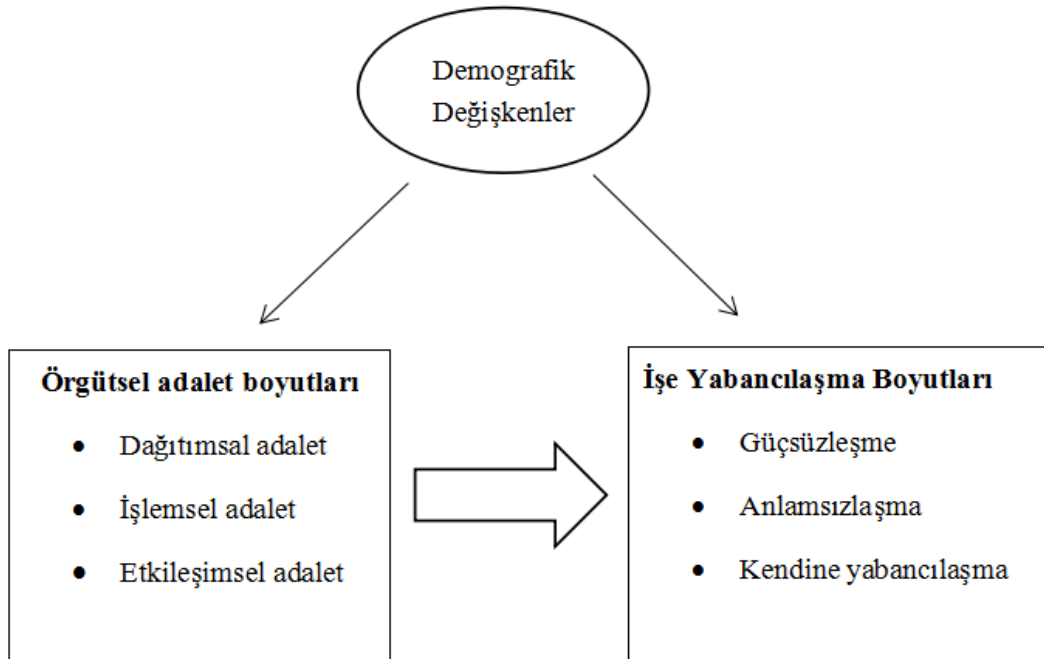 Demografik
Değişkenler
Örgütsel adalet boyutları
• Dağıtımsal adalet
• İşlemsel adalet
• Etkileşimsel adalet
İşe Yabancılaşma Boyutları
• Güçsüzleşme
• Anlamsızlaşma
• Kendine yabancılaşma